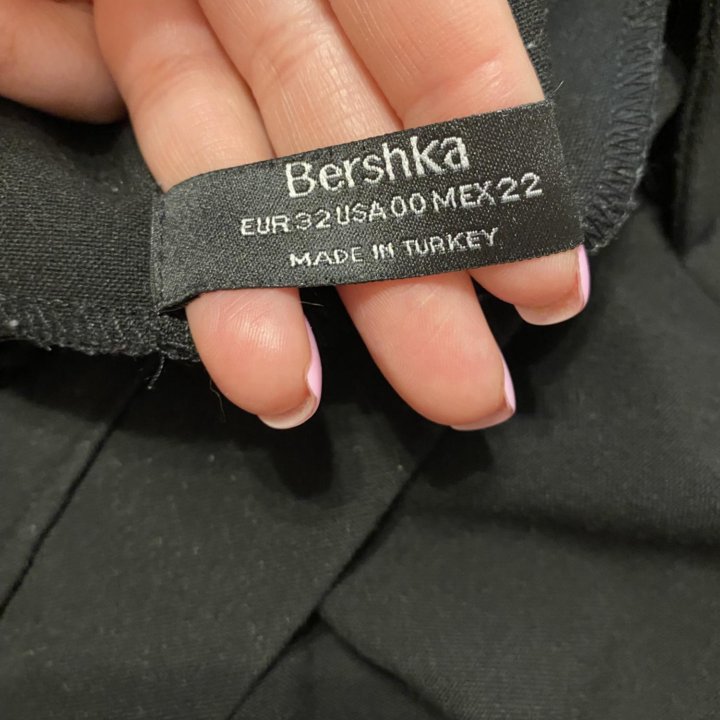 Bershka
EUR 32 USA 00 MEX 22
MADE IN TURKEY